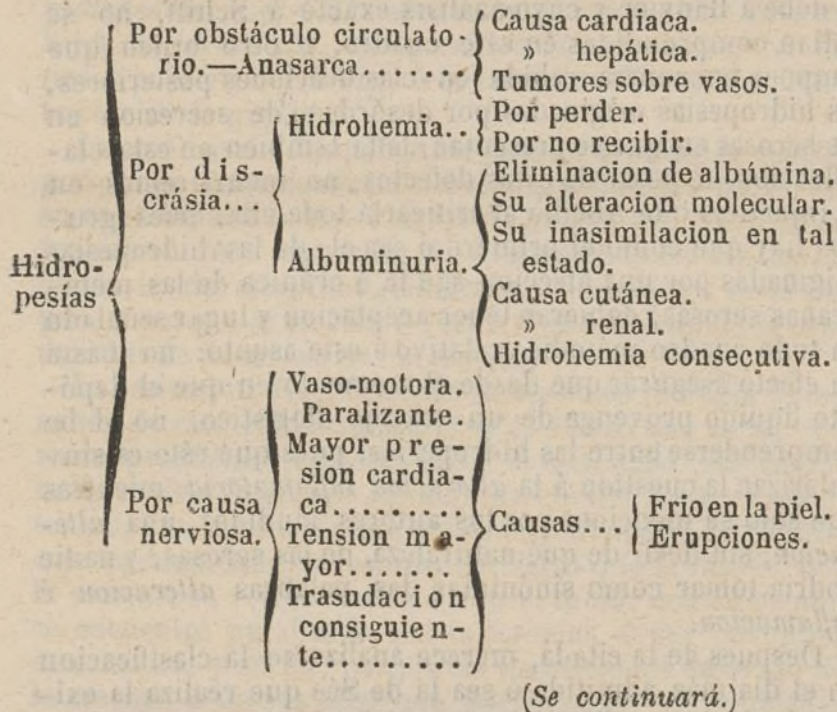 Por obstáculo circulato-
rio.—Anasarca.......
Causa cardiaca.
» hepática.
Tumores sobre vasos.
Hidro-
pesías
Por dis-
crásia...
Hidrohemia..
Por perder.
Por no recibir.
Albuminuria.
Eliminacion de albúmina.
Su alteracion molecular.
Su inasimilacion en tal
estado.
Causa cutánea.
» renal.
Hidrohemia consecutiva.
Por causa
nerviosa.
Vaso-motora.
Paralizante.
Mayor pre-
sion cardia-
ca.........
Tension ma-
yor........
Trasudacion
consiguien-
te.........
Causas...
Frio en la piel.
Erupciones.
(Se continuará.)